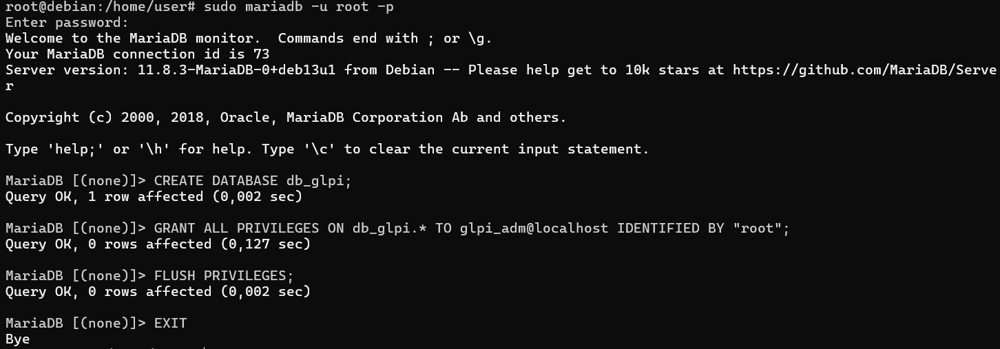 root@debian:/home/user# sudo mariadb -u root -p
Enter password:
Welcome to the MariaDB monitor.  Commands end with ; or \g.
Your MariaDB connection id is 73
Server version: 11.8.3-MariaDB-0+deb13u1 from Debian -- Please help get to 10k stars at https://github.com/MariaDB/Serve
r
Copyright (c) 2000, 2018, Oracle, MariaDB Corporation Ab and others.
Type 'help;' or '\h' for help. Type '\c' to clear the current input statement.
MariaDB [(none)]> CREATE DATABASE db_glpi;
Query OK, 1 row affected (0,002 sec)
MariaDB [(none)]> GRANT ALL PRIVILEGES ON db_glpi.* TO glpi_adm@localhost IDENTIFIED BY "root";
Query OK, 0 rows affected (0,127 sec)
MariaDB [(none)]> FLUSH PRIVILEGES;
Query OK, 0 rows affected (0,002 sec)
MariaDB [(none)]> EXIT
Bye